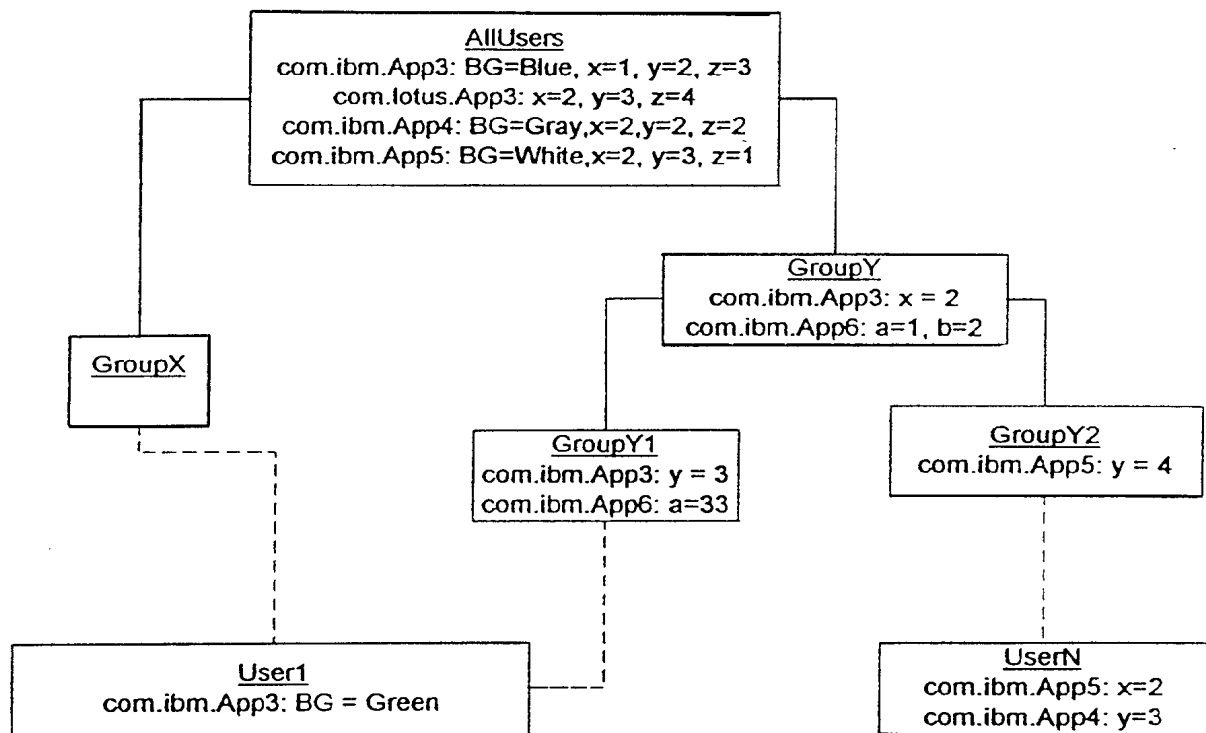 AllUsers
com.ibm.App3: BG=Blue, x=1, y=2, z=3
com.lotus.App3: x=2, y=3, z=4
com.ibm.App4: BG=Gray,x=2,y=2, z=2
com.ibm.App5: BG=White,x=2, y=3, z=1
GroupY
com.ibm.App3: x = 2
com.ibm.App6: a=1, b=2
GroupX
GroupY1
com.ibm.App3: y = 3
com.ibm.App6: a=33
GroupY2
com.ibm.App5: y = 4
User1
com.ibm.App3: BG = Green
UserN
com.ibm.App5: x=2
com.ibm.App4: y=3